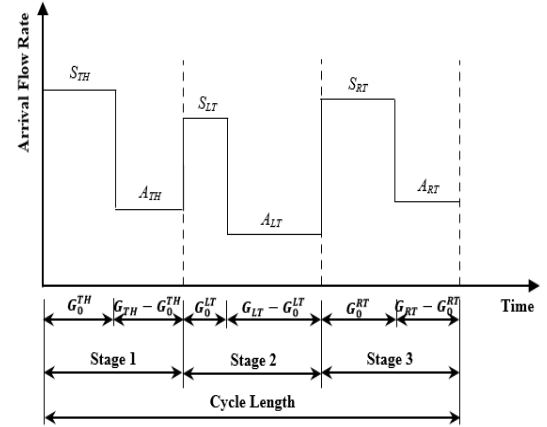 Arrival Flow Rate
S_TH
S_LT
S_RT
A_TH
A_LT
A_RT
G_0^TH
G_TH − G_0^TH
G_0^LT
G_LT − G_0^LT
G_0^RT
G_RT − G_0^RT
Time
Stage 1
Stage 2
Stage 3
Cycle Length